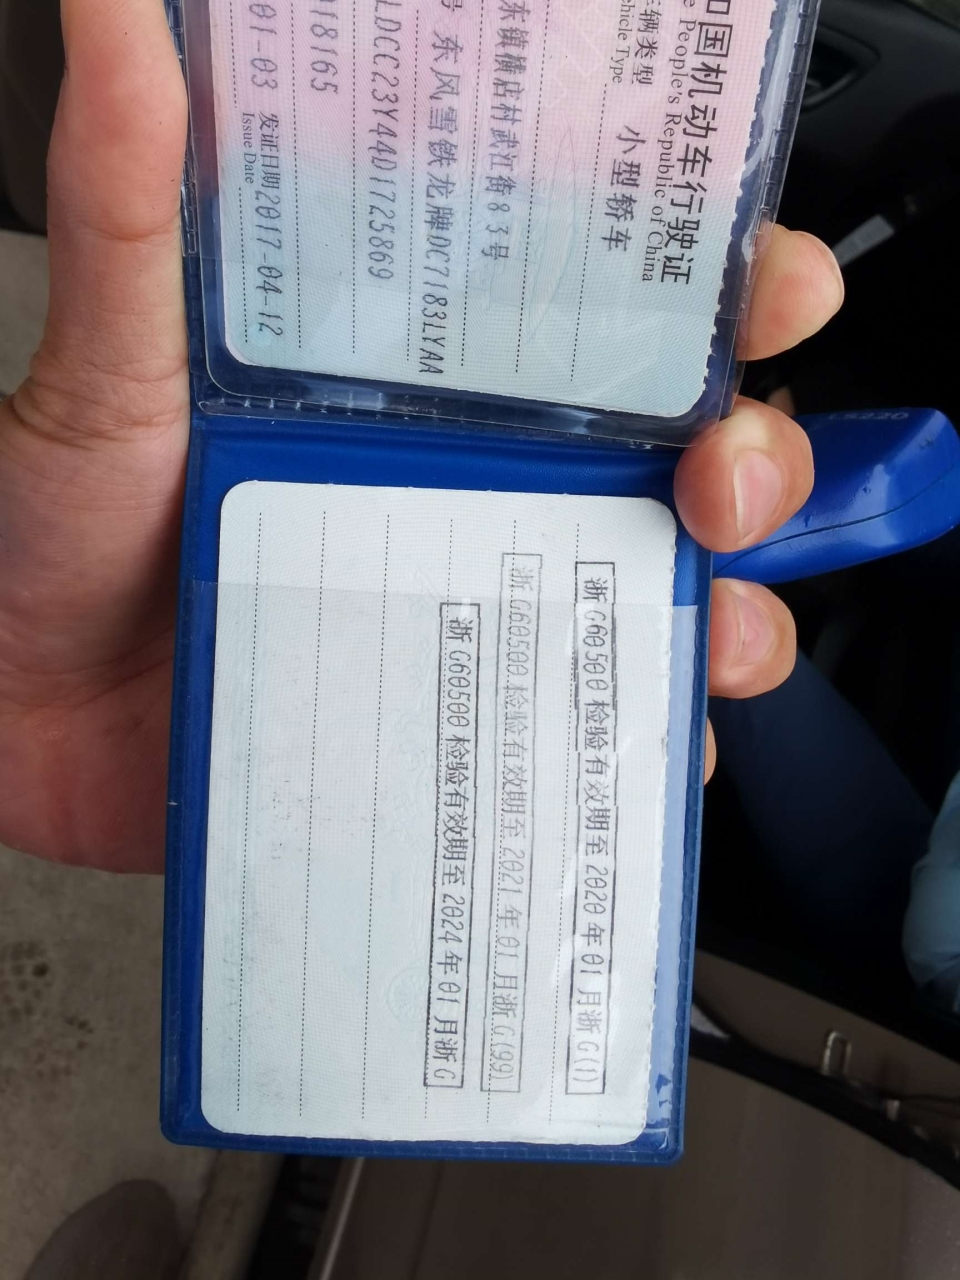 和国机动车行驶证
e People's Republic of China
车辆类型 小型轿车
ehicle Type
东镇横店村武江街83号
号 东风雪铁龙牌DC7183LYAA
LDCC23Y44D1725869
18165
01-03 发证日期2017-04-12
Issue Date
浙G60500检验有效期至2020年01月浙G(1)
浙G60500检验有效期至2021年01月浙G(99)
浙G60500检验有效期至2024年01月浙G